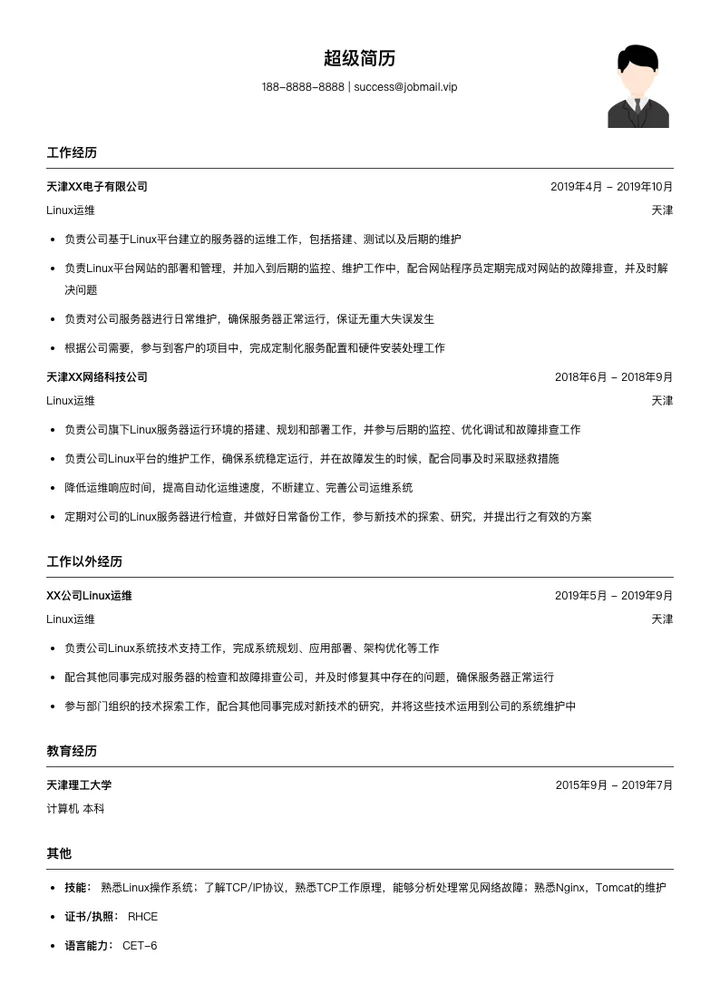 超级简历
188-8888-8888 | success@jobmail.vip
工作经历
天津XX电子有限公司 2019年4月 – 2019年10月
Linux运维 天津
• 负责公司基于Linux平台建立的服务器的运维工作，包括搭建、测试以及后期的维护
• 负责Linux平台网站的部署和管理，并加入到后期的监控、维护工作中，配合网站程序员定期完成对网站的故障排查，并及时解
决问题
• 负责对公司服务器进行日常维护，确保服务器正常运行，保证无重大失误发生
• 根据公司需要，参与到客户的项目中，完成定制化服务配置和硬件安装处理工作
天津XX网络科技公司 2018年6月 – 2018年9月
Linux运维 天津
• 负责公司旗下Linux服务器运行环境的搭建、规划和部署工作，并参与后期的监控、优化调试和故障排查工作
• 负责公司Linux平台的维护工作，确保系统稳定运行，并在故障发生的时候，配合同事及时采取拯救措施
• 降低运维响应时间，提高自动化运维速度，不断建立、完善公司运维系统
• 定期对公司的Linux服务器进行检查，并做好日常备份工作，参与新技术的探索、研究，并提出行之有效的方案
工作以外经历
XX公司Linux运维 2019年5月 – 2019年9月
Linux运维 天津
• 负责公司Linux系统技术支持工作，完成系统规划、应用部署、架构优化等工作
• 配合其他同事完成对服务器的检查和故障排查公司，并及时修复其中存在的问题，确保服务器正常运行
• 参与部门组织的技术探索工作，配合其他同事完成对新技术的研究，并将这些技术运用到公司的系统维护中
教育经历
天津理工大学 2015年9月 – 2019年7月
计算机 本科
其他
• 技能： 熟悉Linux操作系统；了解TCP/IP协议，熟悉TCP工作原理，能够分析处理常见网络故障；熟悉Nginx，Tomcat的维护
• 证书/执照： RHCE
• 语言能力： CET-6